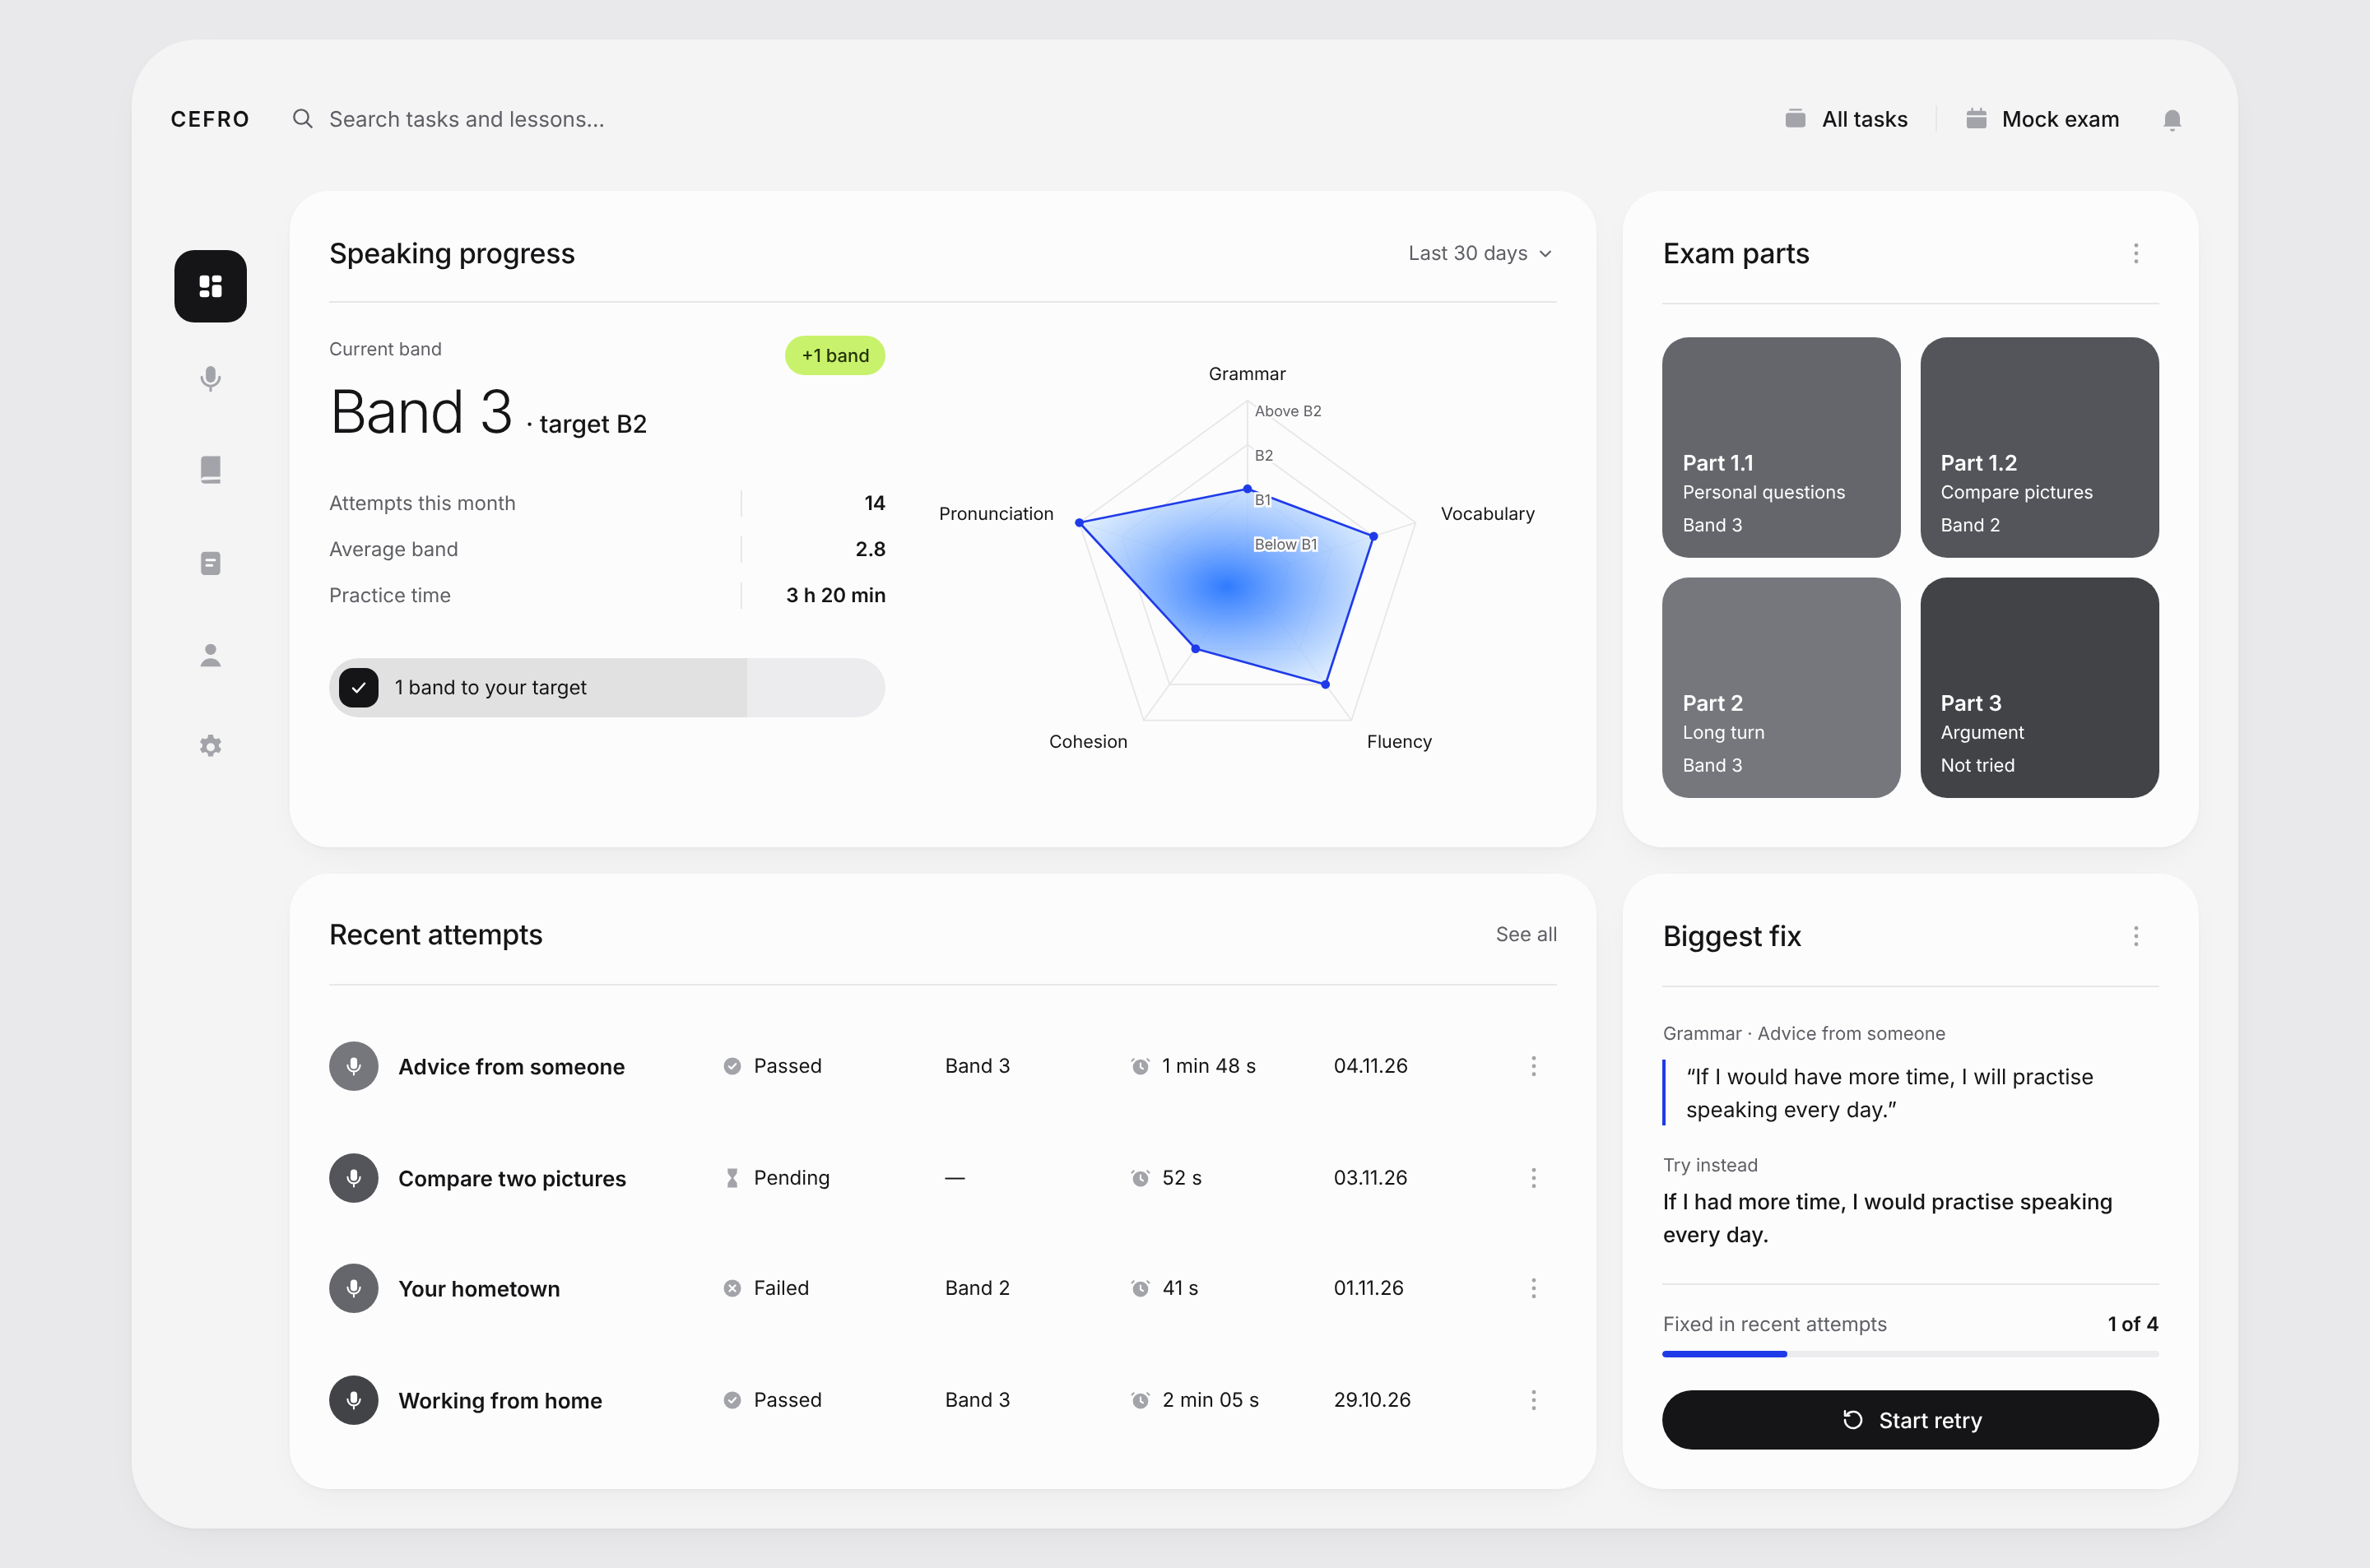 CEFRO
Search tasks and lessons...
All tasks
Mock exam
Speaking progress
Last 30 days
Current band
+1 band
Band 3 · target B2
Attempts this month
14
Average band
2.8
Practice time
3 h 20 min
1 band to your target
Grammar
Above B2
B2
B1
Below B1
Pronunciation
Vocabulary
Cohesion
Fluency
Exam parts
Part 1.1
Personal questions
Band 3
Part 1.2
Compare pictures
Band 2
Part 2
Long turn
Band 3
Part 3
Argument
Not tried
Recent attempts
See all
Advice from someone
Passed
Band 3
1 min 48 s
04.11.26
Compare two pictures
Pending
—
52 s
03.11.26
Your hometown
Failed
Band 2
41 s
01.11.26
Working from home
Passed
Band 3
2 min 05 s
29.10.26
Biggest fix
Grammar · Advice from someone
“If I would have more time, I will practise
speaking every day.”
Try instead
If I had more time, I would practise speaking
every day.
Fixed in recent attempts
1 of 4
Start retry